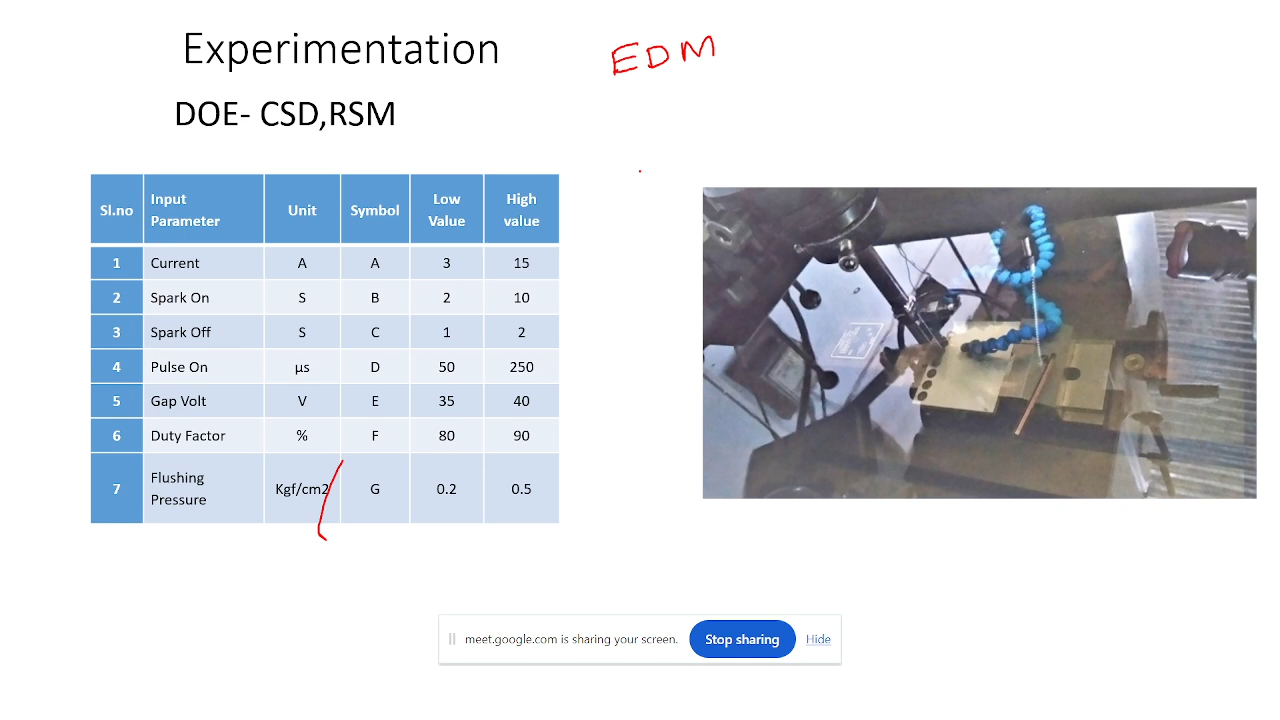 Experimentation
EDM
DOE- CSD,RSM
Sl.no Input Parameter Unit Symbol Low Value High value
1 Current A A 3 15
2 Spark On S B 2 10
3 Spark Off S C 1 2
4 Pulse On µs D 50 250
5 Gap Volt V E 35 40
6 Duty Factor % F 80 90
7 Flushing Pressure Kgf/cm2 G 0.2 0.5
meet.google.com is sharing your screen. Stop sharing Hide